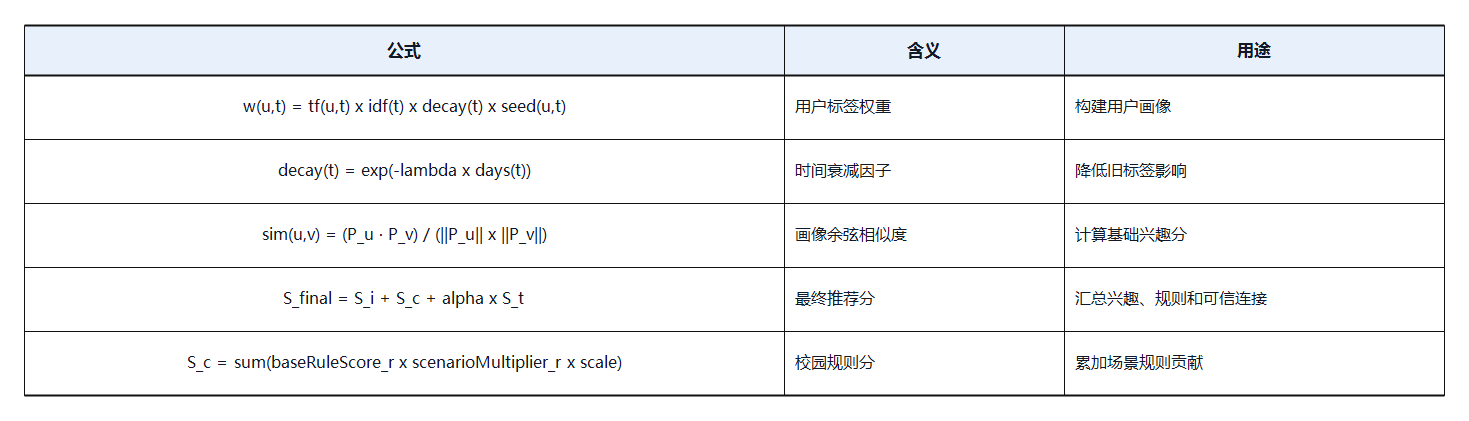 公式 含义 用途
w(u,t) = tf(u,t) x idf(t) x decay(t) x seed(u,t) 用户标签权重 构建用户画像
decay(t) = exp(-lambda x days(t)) 时间衰减因子 降低旧标签影响
sim(u,v) = (P_u · P_v) / (||P_u|| x ||P_v||) 画像余弦相似度 计算基础兴趣分
S_final = S_i + S_c + alpha x S_t 最终推荐分 汇总兴趣、规则和可信连接
S_c = sum(baseRuleScore_r x scenarioMultiplier_r x scale) 校园规则分 累加场景规则贡献